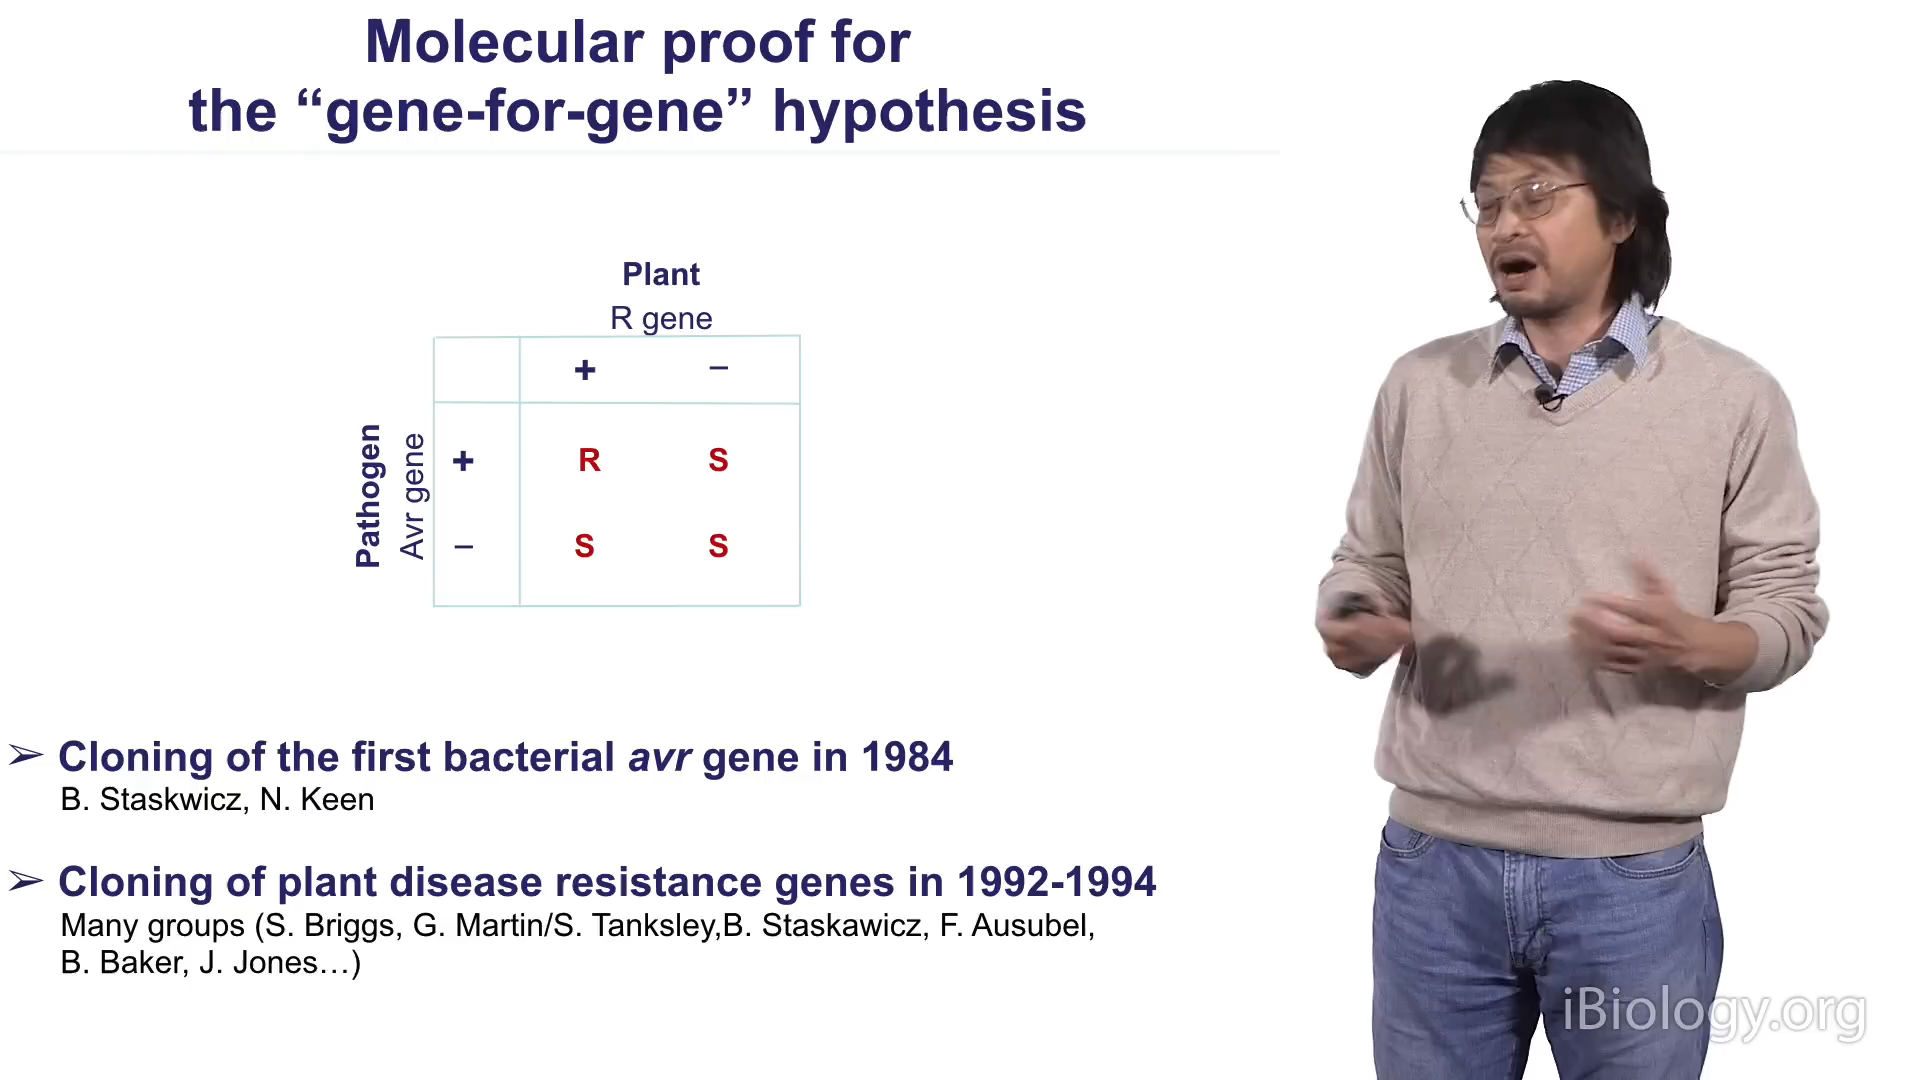 Molecular proof for
the “gene-for-gene” hypothesis
Plant
R gene
+ –
Pathogen
Avr gene
+ R S
– S S
➢ Cloning of the first bacterial avr gene in 1984
B. Staskwicz, N. Keen
➢ Cloning of plant disease resistance genes in 1992-1994
Many groups (S. Briggs, G. Martin/S. Tanksley,B. Staskawicz, F. Ausubel,
B. Baker, J. Jones…)
iBiology.org